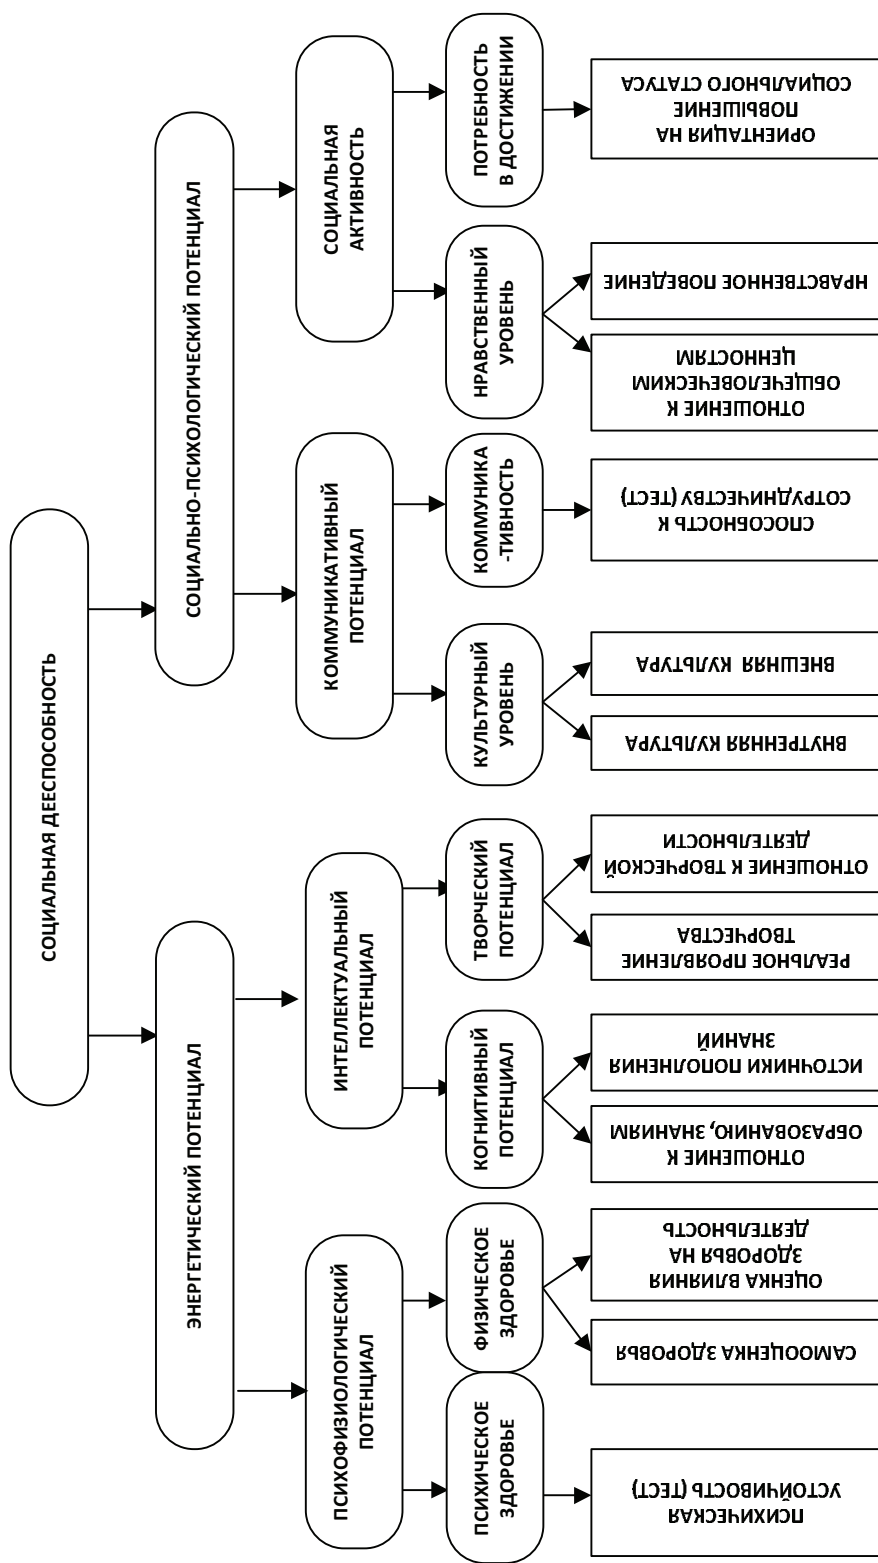 СОЦИАЛЬНАЯ ДЕЕСПОСОБНОСТЬ
ЭНЕРГЕТИЧЕСКИЙ ПОТЕНЦИАЛ
СОЦИАЛЬНО-ПСИХОЛОГИЧЕСКИЙ ПОТЕНЦИАЛ
ПСИХОФИЗИОЛОГИЧЕСКИЙ
ПОТЕНЦИАЛ
ИНТЕЛЛЕКТУАЛЬНЫЙ
ПОТЕНЦИАЛ
КОММУНИКАТИВНЫЙ
ПОТЕНЦИАЛ
СОЦИАЛЬНАЯ
АКТИВНОСТЬ
ПСИХИЧЕСКОЕ
ЗДОРОВЬЕ
ФИЗИЧЕСКОЕ
ЗДОРОВЬЕ
КОГНИТИВНЫЙ
ПОТЕНЦИАЛ
ТВОРЧЕСКИЙ
ПОТЕНЦИАЛ
КУЛЬТУРНЫЙ
УРОВЕНЬ
КОММУНИКА
-ТИВНОСТЬ
НРАВСТВЕННЫЙ
УРОВЕНЬ
ПОТРЕБНОСТЬ
В ДОСТИЖЕНИИ
ПСИХИЧЕСКАЯ
УСТОЙЧИВОСТЬ (ТЕСТ)
САМООЦЕНКА ЗДОРОВЬЯ
ОЦЕНКА ВЛИЯНИЯ
ЗДОРОВЬЯ НА
ДЕЯТЕЛЬНОСТЬ
ОТНОШЕНИЕ К
ОБРАЗОВАНИЮ, ЗНАНИЯМ
ИСТОЧНИКИ ПОПОЛНЕНИЯ
ЗНАНИЙ
РЕАЛЬНОЕ ПРОЯВЛЕНИЕ
ТВОРЧЕСТВА
ОТНОШЕНИЕ К ТВОРЧЕСКОЙ
ДЕЯТЕЛЬНОСТИ
ВНУТРЕННЯЯ КУЛЬТУРА
ВНЕШНЯЯ КУЛЬТУРА
СПОСОБНОСТЬ К
СОТРУДНИЧЕСТВУ (ТЕСТ)
ОТНОШЕНИЕ К
ОБЩЕЧЕЛОВЕЧЕСКИМ
ЦЕННОСТЯМ
НРАВСТВЕННОЕ ПОВЕДЕНИЕ
ОРИЕНТАЦИЯ НА
ПОВЫШЕНИЕ
СОЦИАЛЬНОГО СТАТУСА